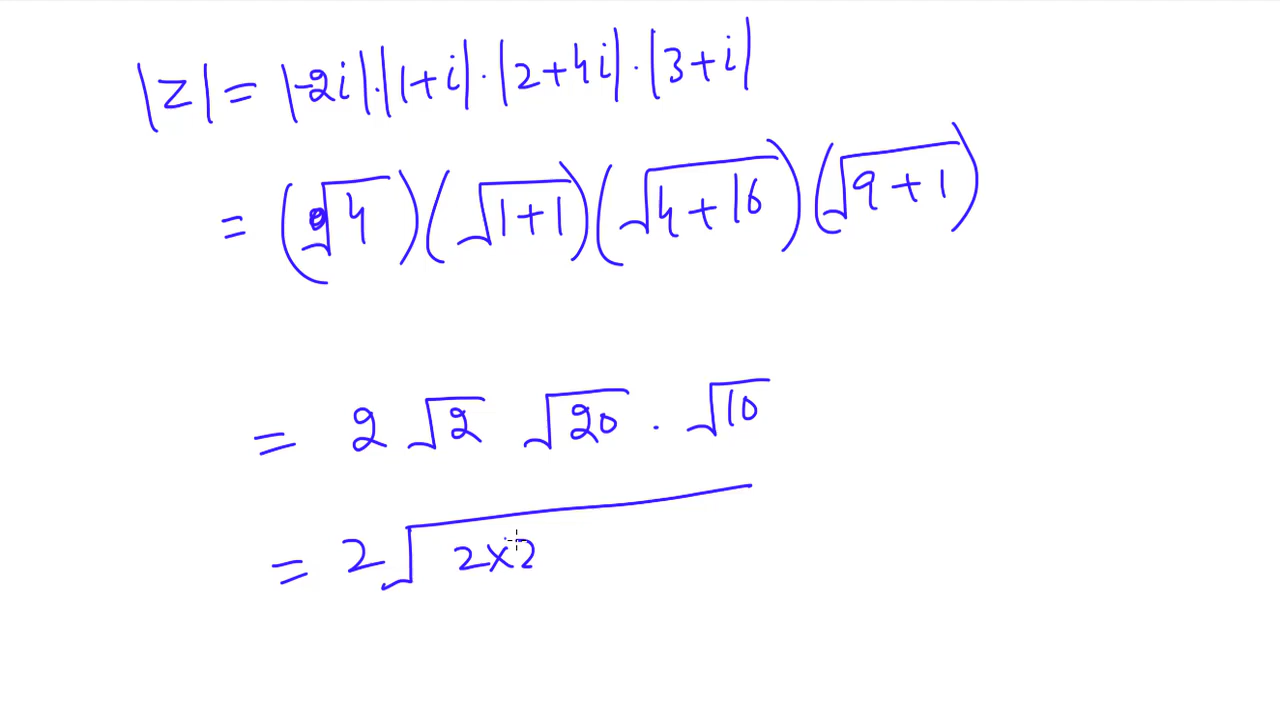 |z| = |-2i|.|1+i|.|2+4i|.|3+i|
= (√4)(√1+1)(√4+16)(√9+1)
= 2 √2 √20 . √10
= 2√2×2